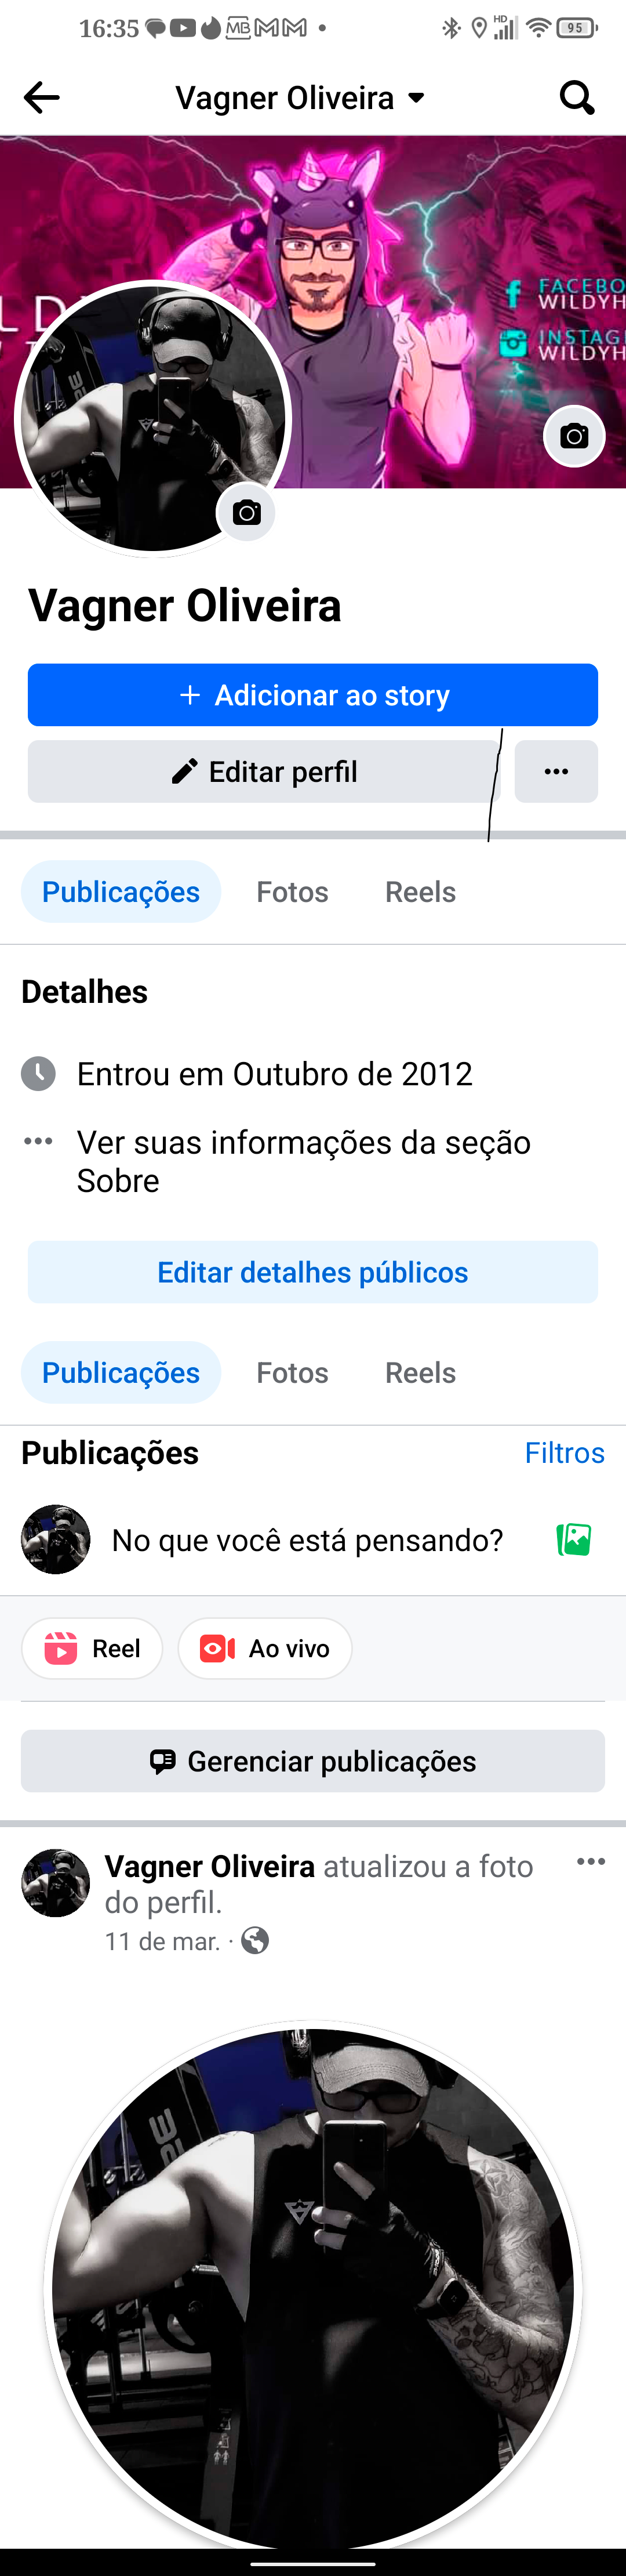 16:35
HD
95
Vagner Oliveira
FACEBO
WILDYH
INSTAG
WILDYH
Vagner Oliveira
+ Adicionar ao story
Editar perfil
Publicações Fotos Reels
Detalhes
Entrou em Outubro de 2012
Ver suas informações da seção
Sobre
Editar detalhes públicos
Publicações Fotos Reels
Publicações Filtros
No que você está pensando?
Reel Ao vivo
Gerenciar publicações
Vagner Oliveira atualizou a foto
do perfil.
11 de mar. ·